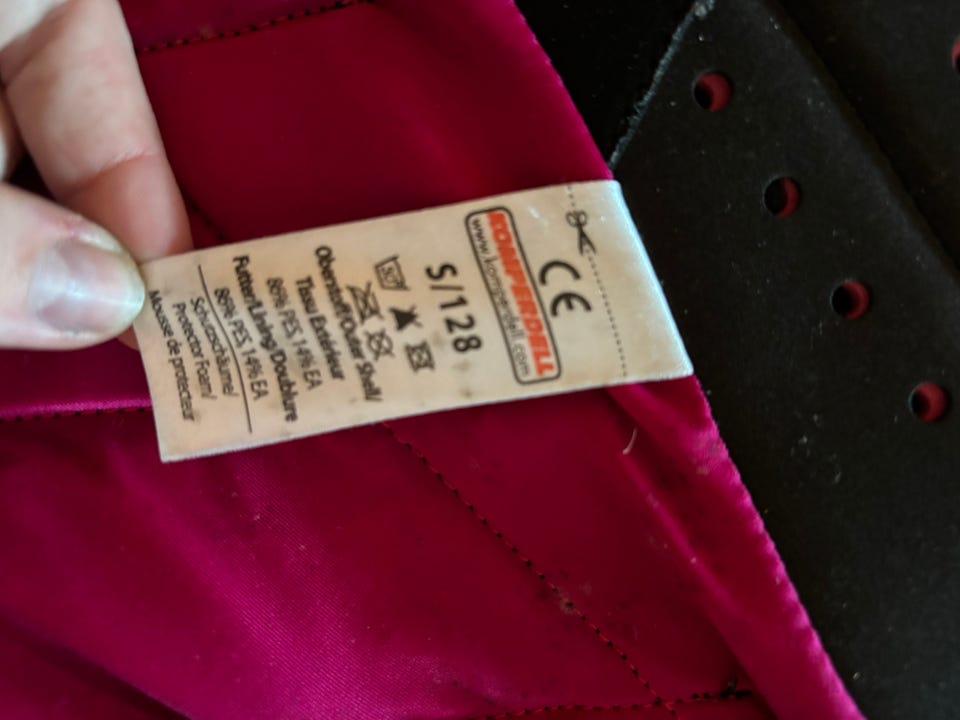 CE
KOMPERDELL
www.komperdell.com
S/128
Oberstoff/Outer Shell/
Tissu Extérieur
86% PES 14% EA
Futter/Lining/Doublure
86% PES 14% EA
Schutzschäume/
Protector Foam/
Mousse de protecteur